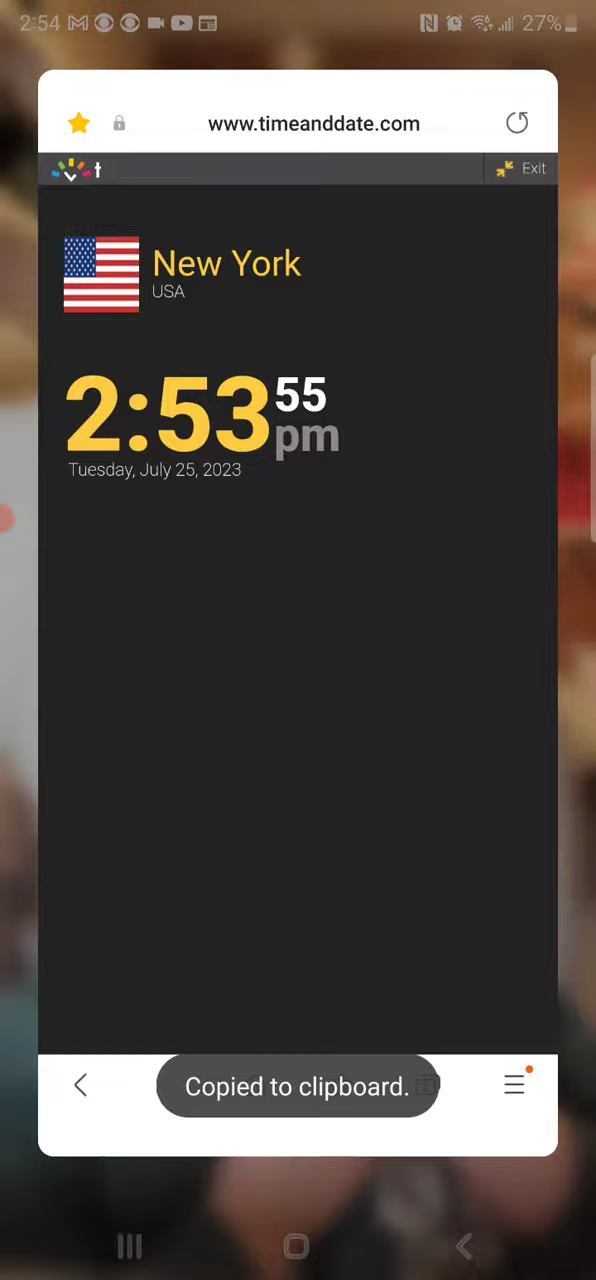 2:54 27%
www.timeanddate.com
t Exit
New York
USA
2:53 55 pm
Tuesday, July 25, 2023
Copied to clipboard.